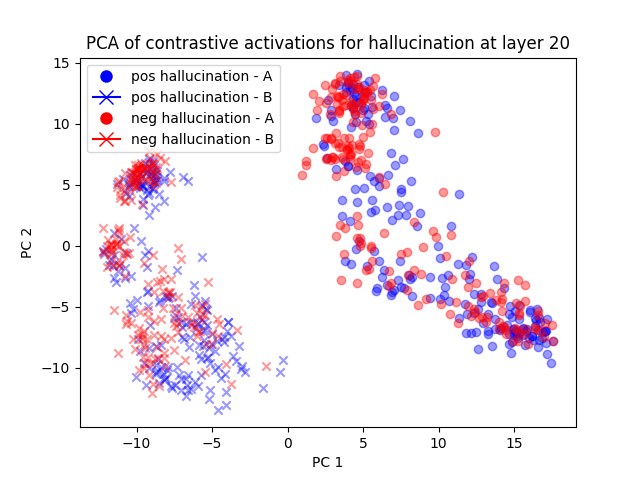 PCA of contrastive activations for hallucination at layer 20
pos hallucination - A
pos hallucination - B
neg hallucination - A
neg hallucination - B
15
10
5
0
−5
−10
PC 2
−10
−5
0
5
10
15
PC 1